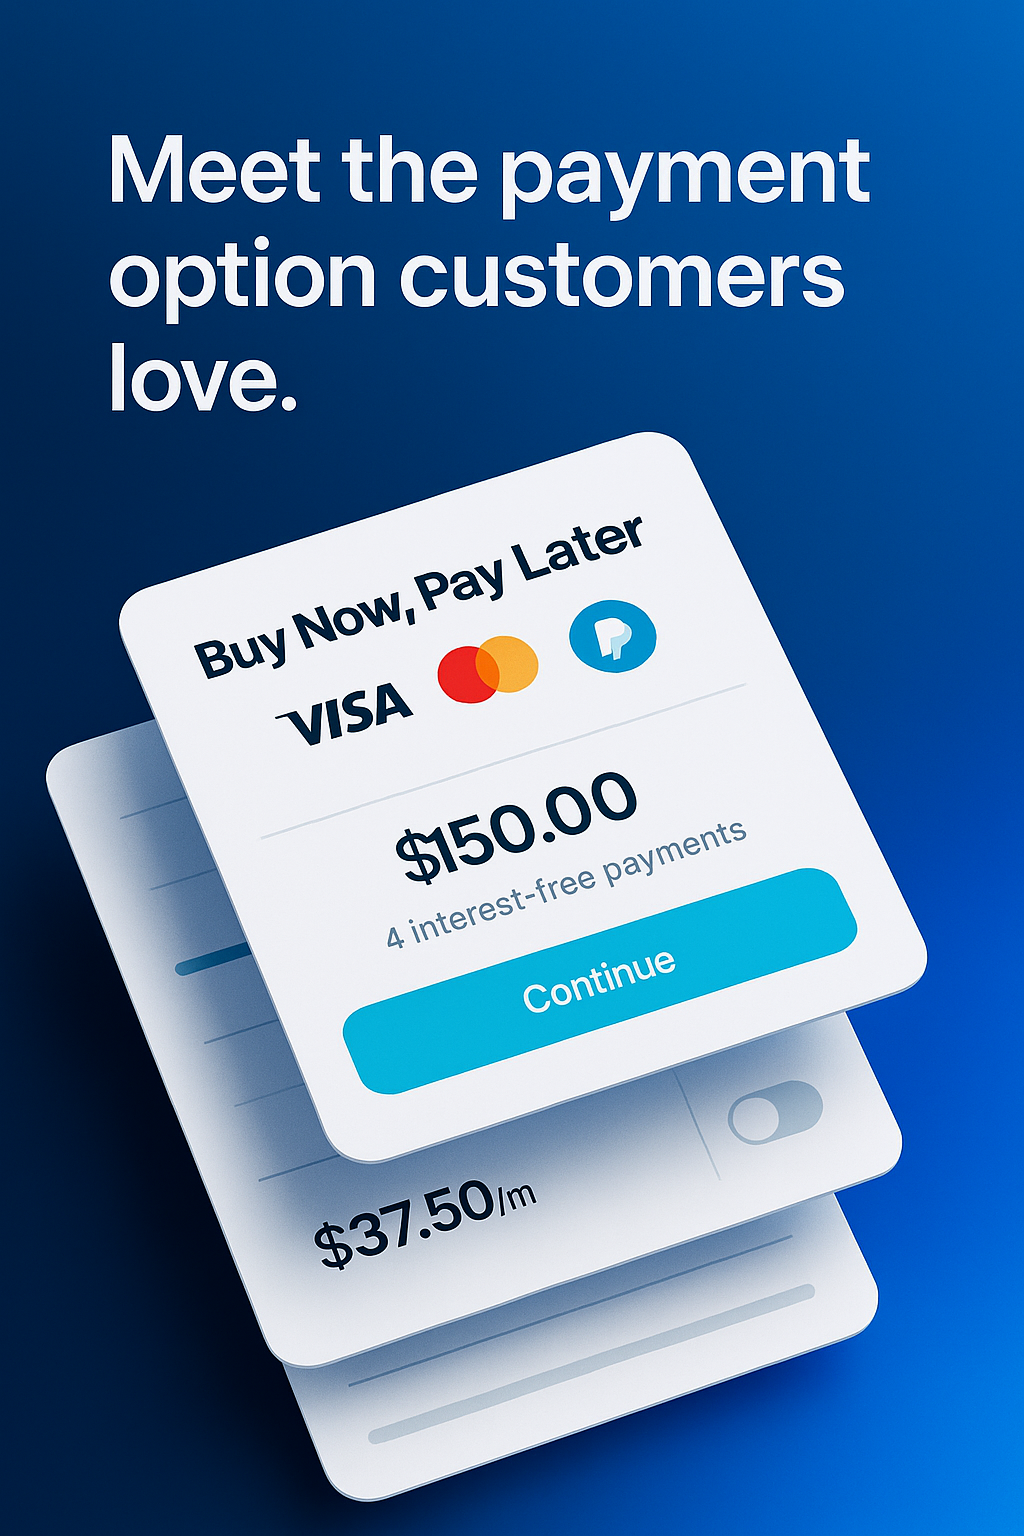 Meet the payment
option customers
love.
Buy Now, Pay Later
VISA
$150.00
4 interest-free payments
Continue
$37.50/m